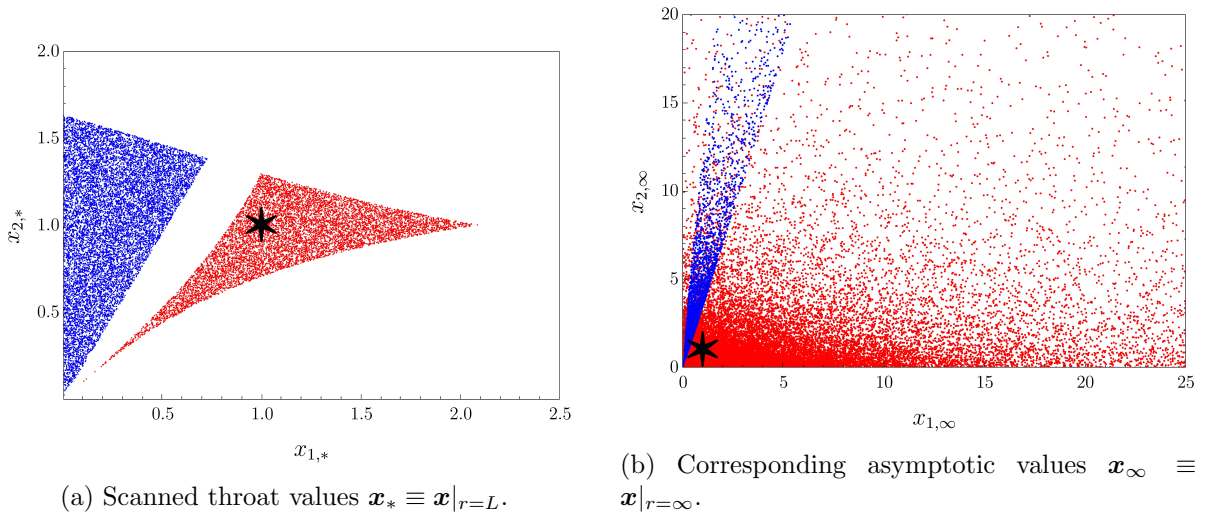 2.0
1.5
1.0
0.5
x_{2,*}
0.5
1.0
1.5
2.0
2.5
x_{1,*}
(a) Scanned throat values x_* ≡ x|_{r=L}.
20
15
10
5
0
x_{2,∞}
0
5
10
15
20
25
x_{1,∞}
(b) Corresponding asymptotic values x_∞ ≡
x|_{r=∞}.